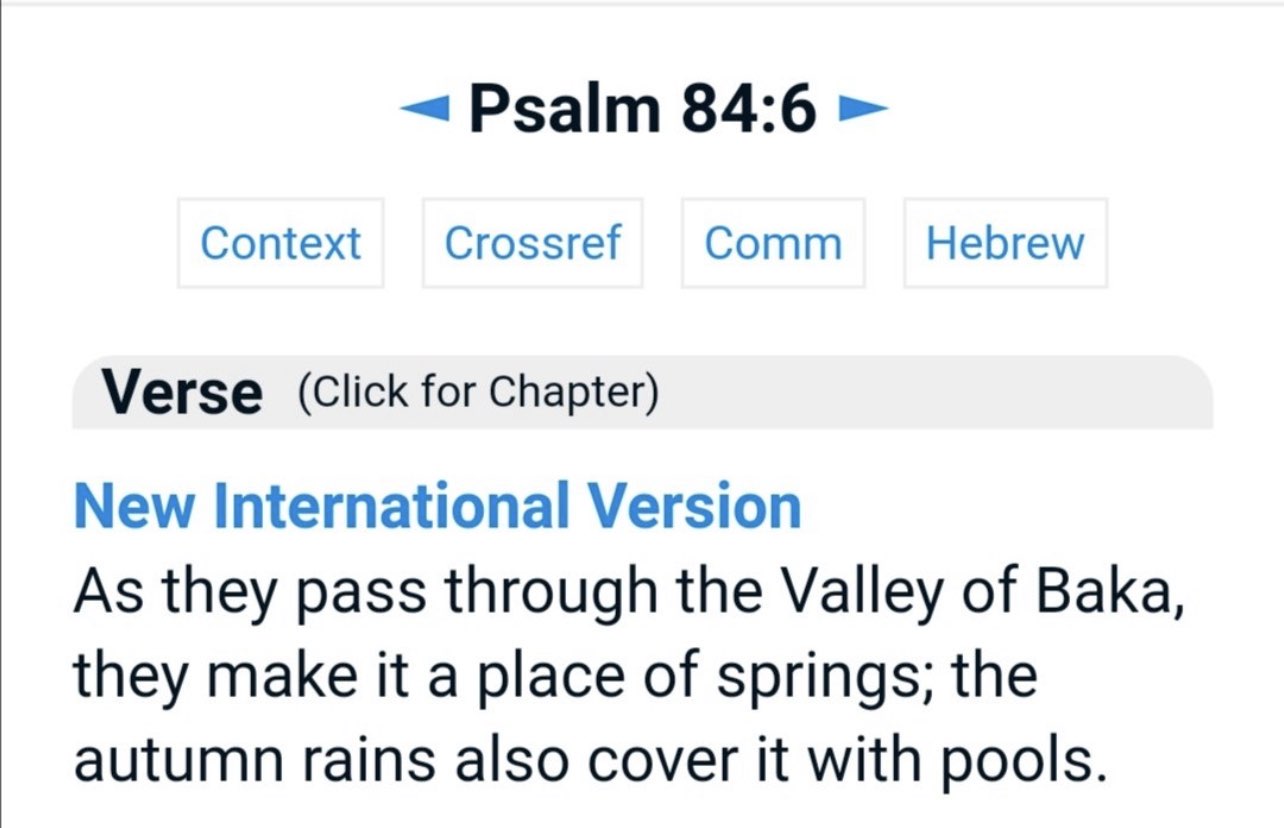 Psalm 84:6
Context Crossref Comm Hebrew
Verse (Click for Chapter)
New International Version
As they pass through the Valley of Baka,
they make it a place of springs; the
autumn rains also cover it with pools.